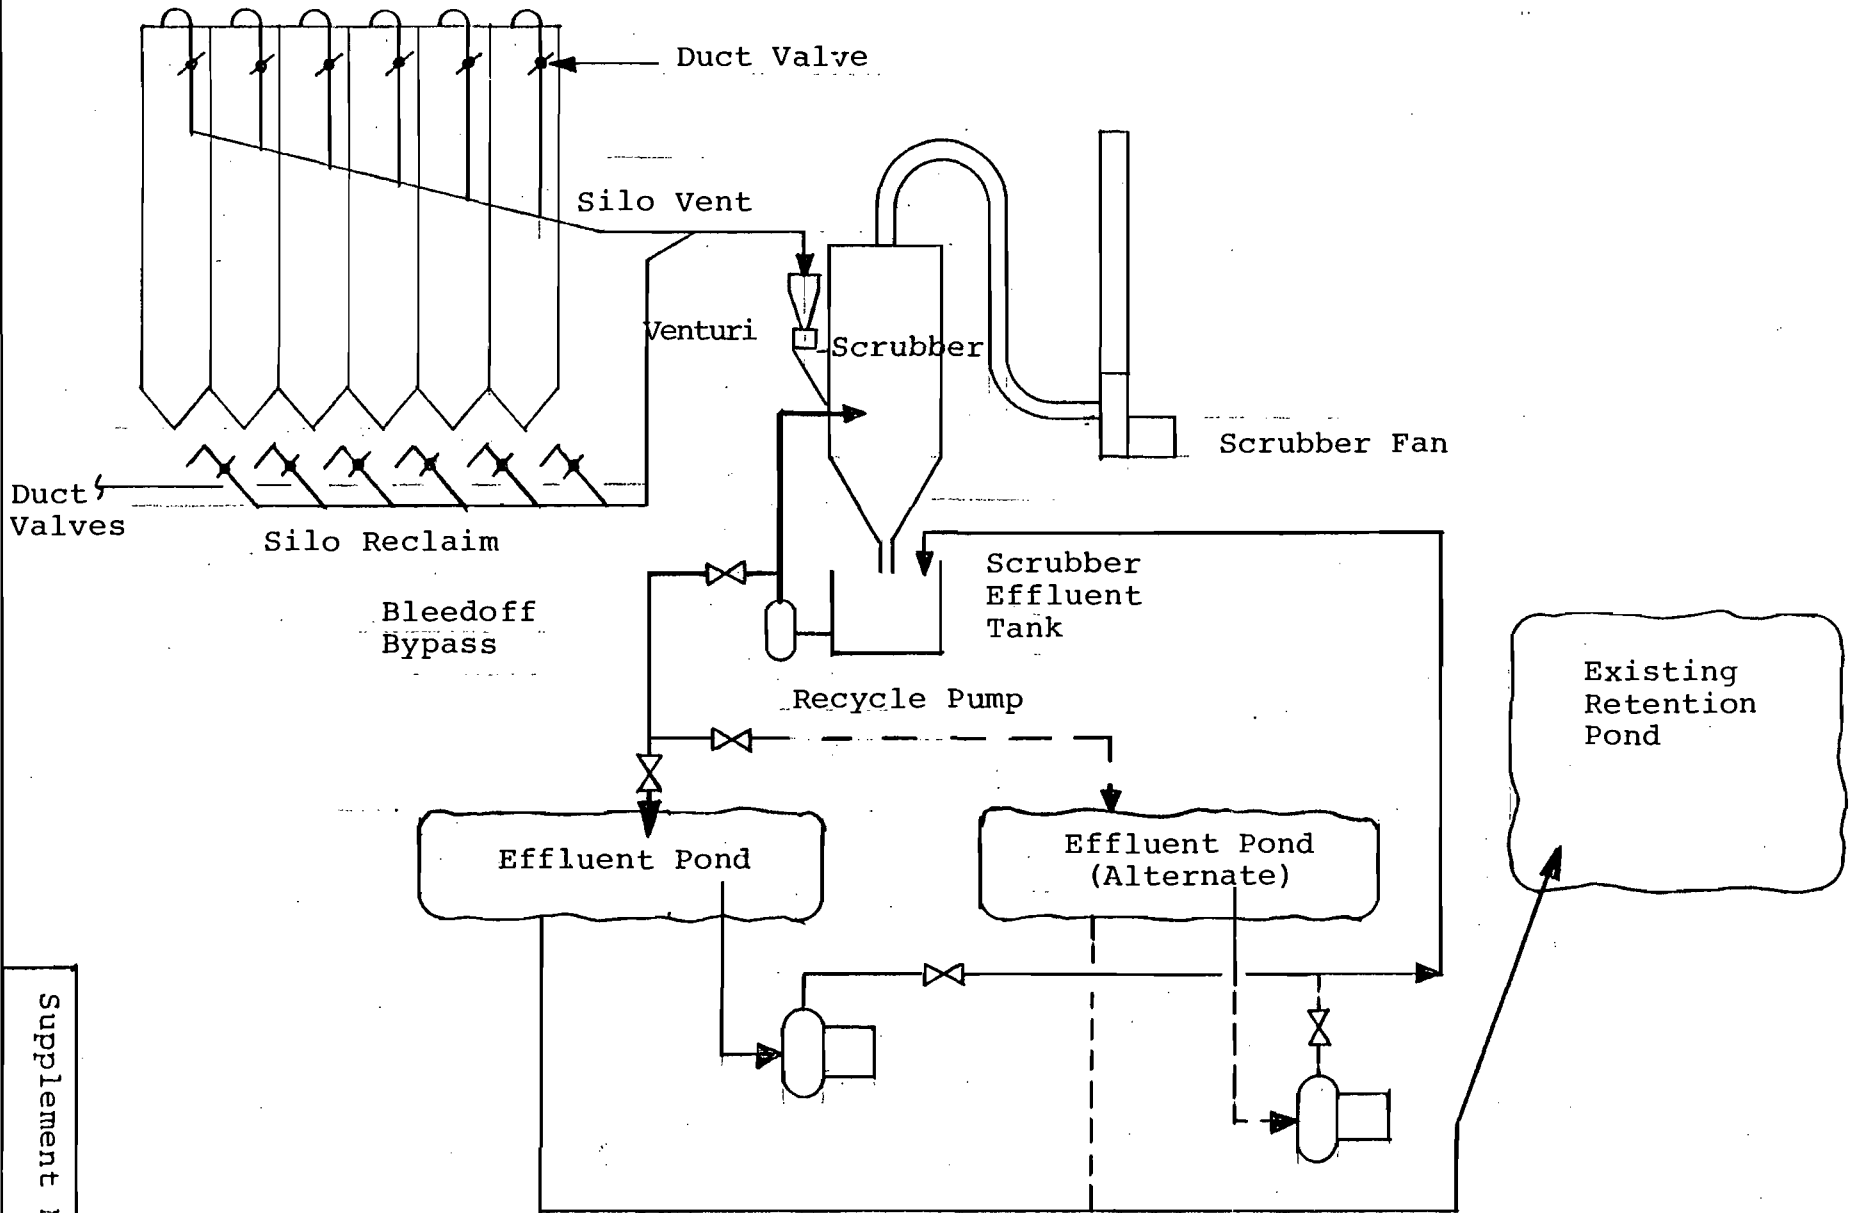 Duct Valve
Silo Vent
Venturi
Scrubber
Scrubber Fan
Duct
Valves
Silo Reclaim
Scrubber
Effluent
Tank
Bleedoff
Bypass
Recycle Pump
Existing
Retention
Pond
Effluent Pond
Effluent Pond
(Alternate)
Supplement